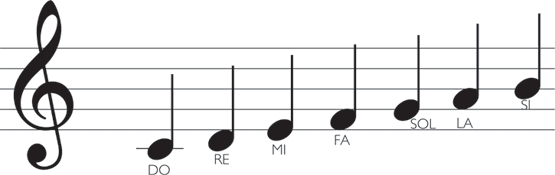 DO RE MI FA SOL LA SI